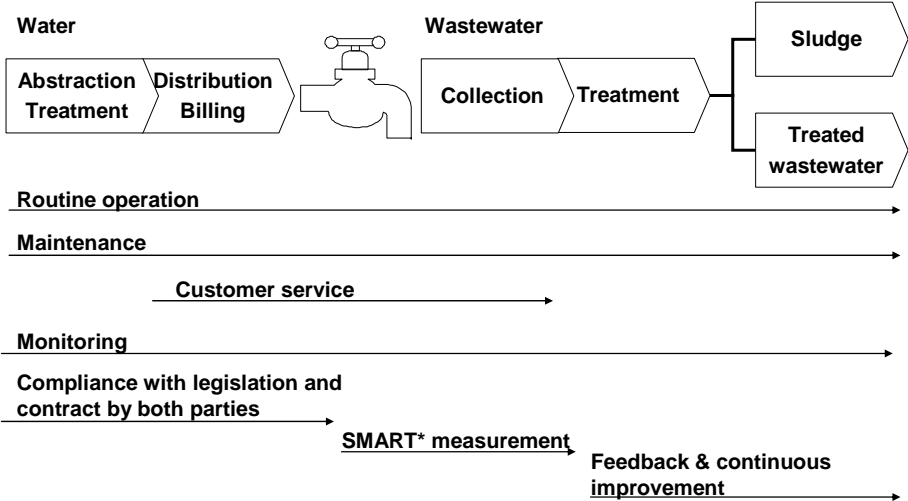 Water
Wastewater
Abstraction
Treatment
Distribution
Billing
Collection
Treatment
Sludge
Treated
wastewater
Routine operation
Maintenance
Customer service
Monitoring
Compliance with legislation and
contract by both parties
SMART* measurement
Feedback & continuous
improvement